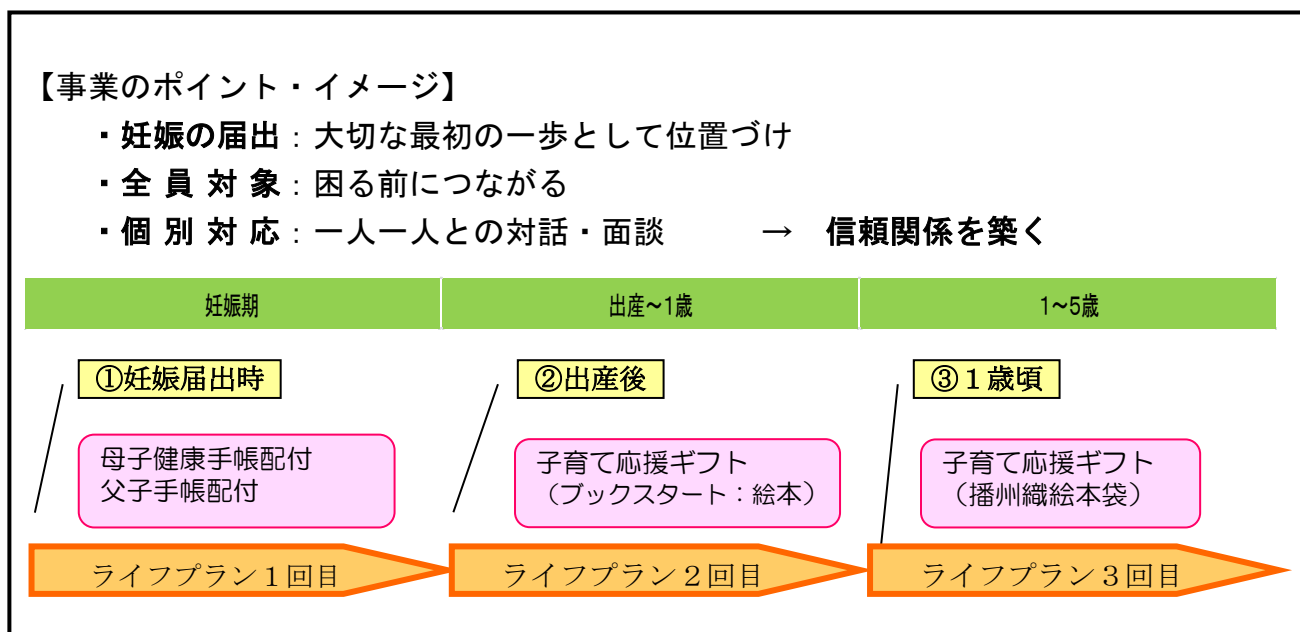 【事業のポイント・イメージ】
・妊娠の届出：大切な最初の一歩として位置づけ
・全 員 対 象：困る前につながる
・個 別 対 応：一人一人との対話・面談　→　信頼関係を築く
妊娠期　出産～1歳　1～5歳
①妊娠届出時　②出産後　③１歳頃
母子健康手帳配付
父子手帳配付
子育て応援ギフト
（ブックスタート：絵本）
子育て応援ギフト
（播州織絵本袋）
ライフプラン１回目　ライフプラン２回目　ライフプラン３回目